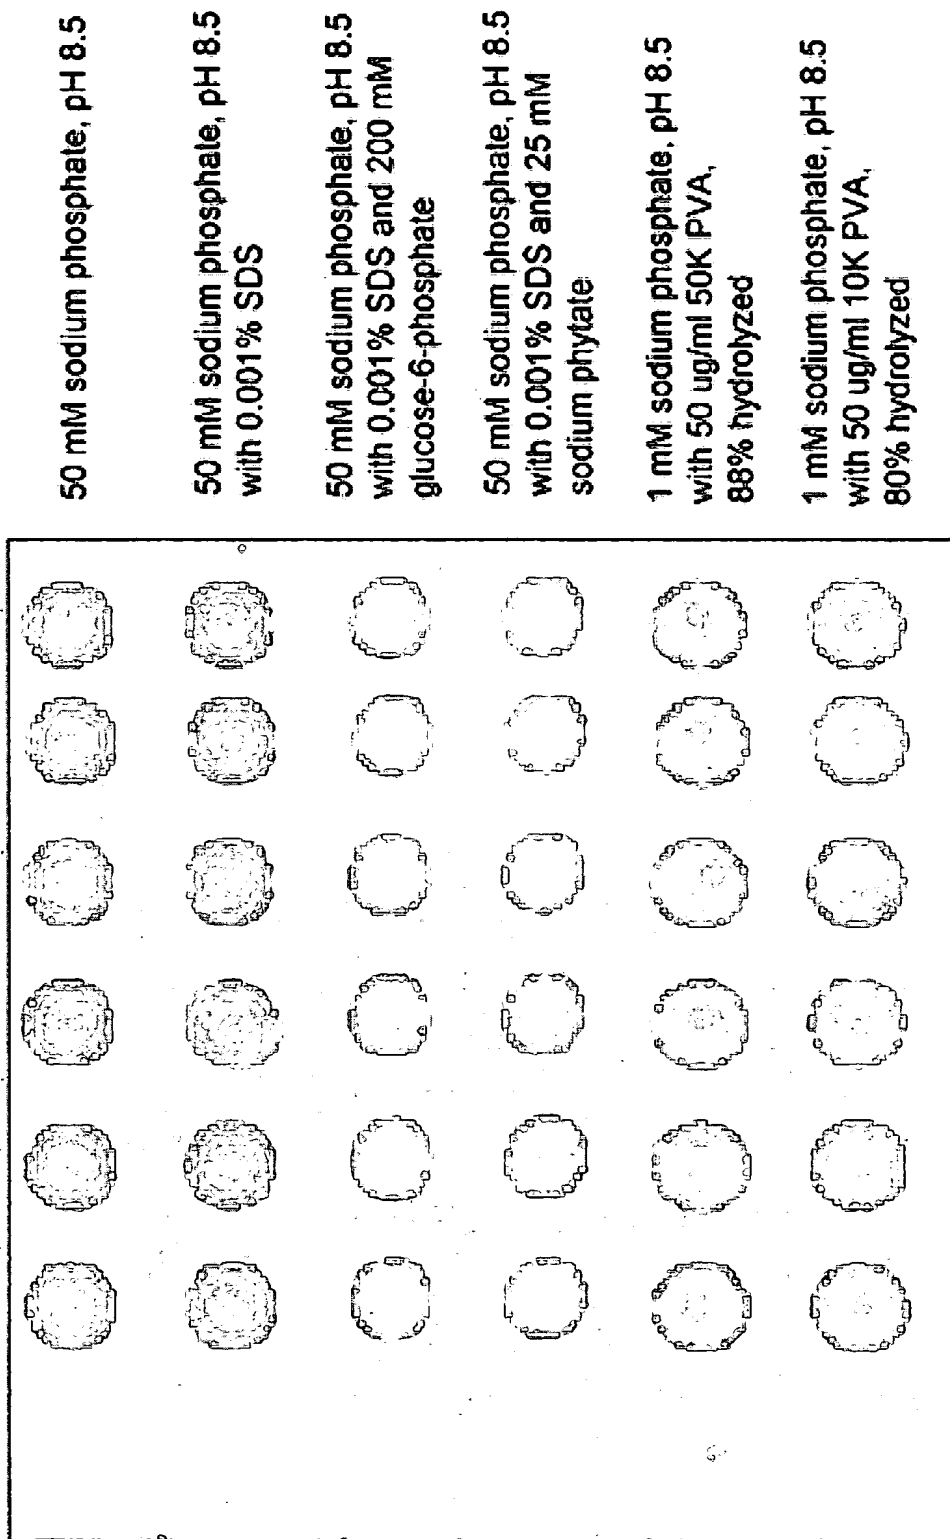 50 mM sodium phosphate, pH 8.5
50 mM sodium phosphate, pH 8.5
with 0.001% SDS
50 mM sodium phosphate, pH 8.5
with 0.001% SDS and 200 mM
glucose-6-phosphate
50 mM sodium phosphate, pH 8.5
with 0.001% SDS and 25 mM
sodium phytate
1 mM sodium phosphate, pH 8.5
with 50 ug/ml 50K PVA,
88% hydrolyzed
1 mM sodium phosphate, pH 8.5
with 50 ug/ml 10K PVA,
80% hydrolyzed